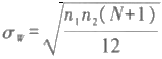 σ_w = √(n₁n₂(N+1)/12)